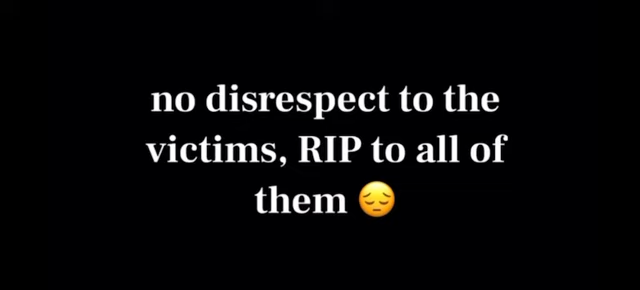 no disrespect to the
victims, RIP to all of
them 😔